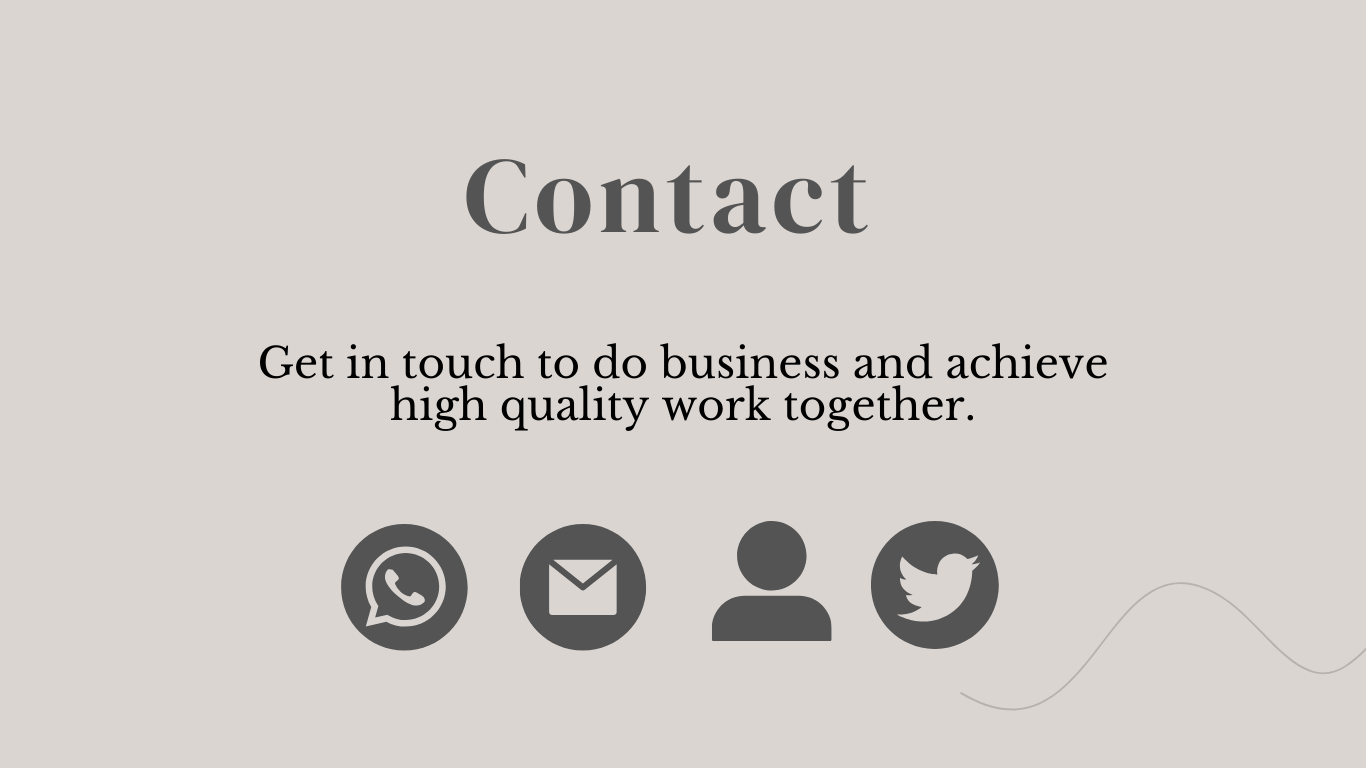 Contact
Get in touch to do business and achieve
high quality work together.